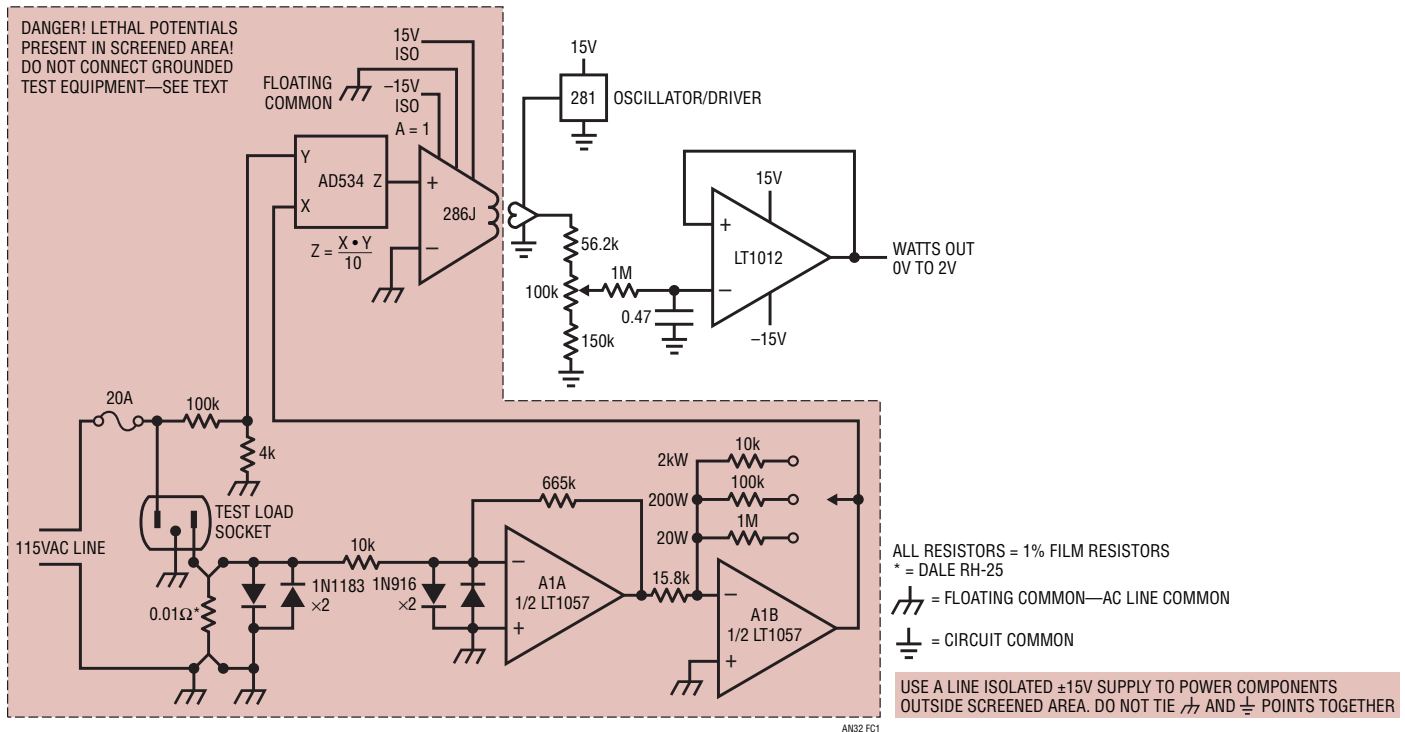 DANGER! LETHAL POTENTIALS
PRESENT IN SCREENED AREA!
DO NOT CONNECT GROUNDED
TEST EQUIPMENT—SEE TEXT
15V
ISO
FLOATING
COMMON
–15V
ISO
A = 1
Y
AD534
Z
X
+
286J
–
Z = X • Y
10
15V
281
OSCILLATOR/DRIVER
56.2k
100k
1M
0.47
150k
15V
+
LT1012
–
–15V
WATTS OUT
0V TO 2V
20A
100k
4k
TEST LOAD
SOCKET
115VAC LINE
0.01Ω*
1N1183
×2
10k
1N916
×2
665k
–
A1A
1/2 LT1057
+
15.8k
2kW
10k
200W
100k
20W
1M
–
A1B
1/2 LT1057
+
ALL RESISTORS = 1% FILM RESISTORS
* = DALE RH-25
= FLOATING COMMON—AC LINE COMMON
= CIRCUIT COMMON
USE A LINE ISOLATED ±15V SUPPLY TO POWER COMPONENTS
OUTSIDE SCREENED AREA. DO NOT TIE AND POINTS TOGETHER
AN32 FC1